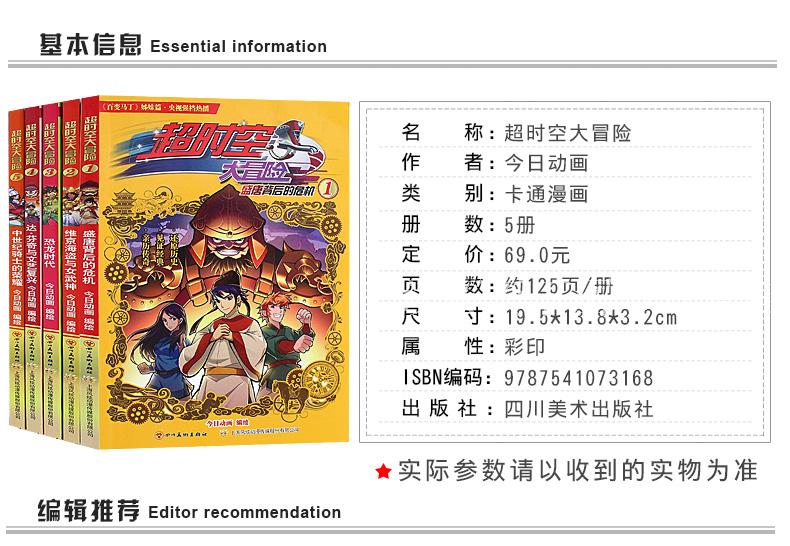 基本信息 Essential information
《百变马丁》姊妹篇·央视强档热播
超时空
大冒险
盛唐背后的危机 1
还原历史
见证经典
亲历传奇
今日动画 编绘
四川美术出版社
超时空大冒险 5 中世纪骑士的荣耀 今日动画 编绘
超时空大冒险 4 达·芬奇与文艺复兴 今日动画 编绘
超时空大冒险 3 恐龙时代 今日动画 编绘
超时空大冒险 2 维京海盗与女武神 今日动画 编绘
超时空大冒险 1 盛唐背后的危机 今日动画 编绘
名 称: 超时空大冒险
作 者: 今日动画
类 别: 卡通漫画
册 数: 5册
定 价: 69.0元
页 数: 约125页/册
尺 寸: 19.5*13.8*3.2cm
属 性: 彩印
ISBN编码: 9787541073168
出 版 社: 四川美术出版社
★实际参数请以收到的实物为准
编辑推荐 Editor recommendation